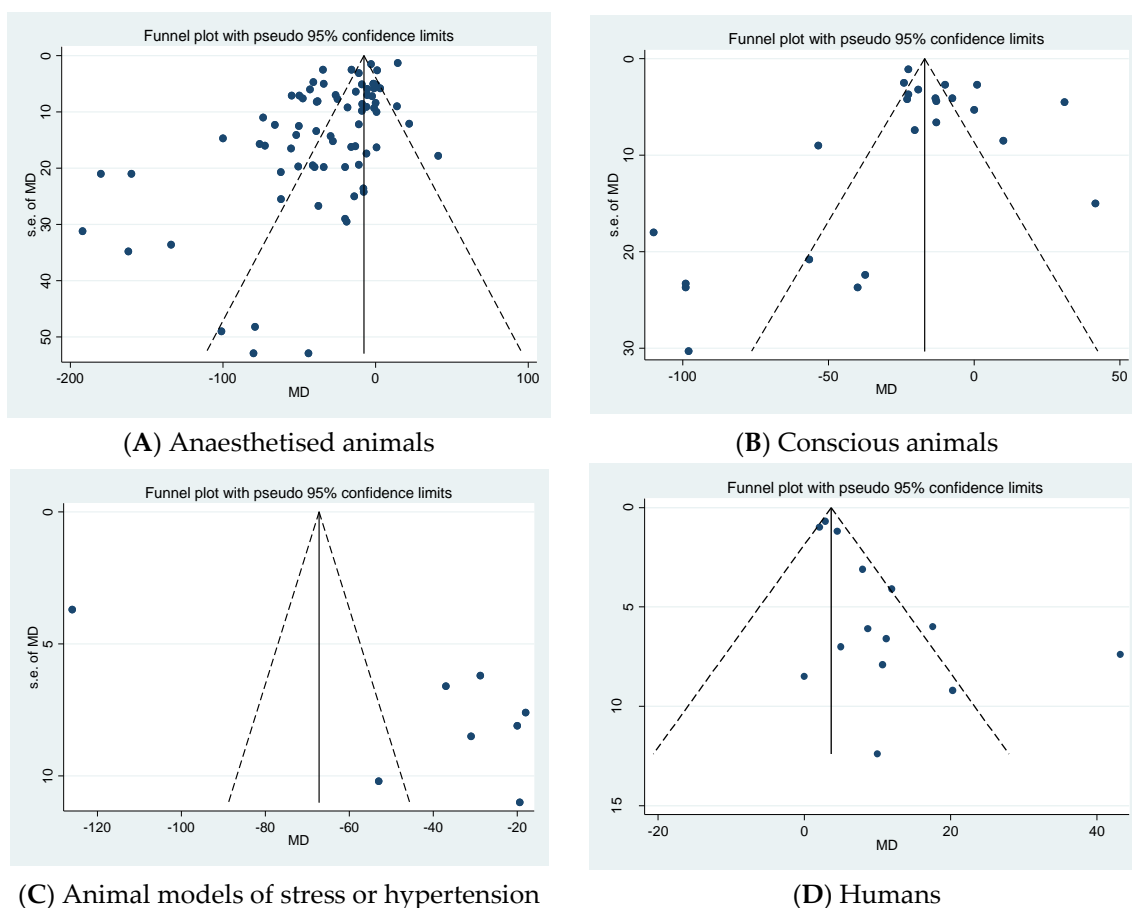 Funnel plot with pseudo 95% confidence limits
0
10
20
30
40
50
s.e. of MD
-200
-100
0
100
MD
(A) Anaesthetised animals
Funnel plot with pseudo 95% confidence limits
0
10
20
30
s.e. of MD
-100
-50
0
50
MD
(B) Conscious animals
Funnel plot with pseudo 95% confidence limits
0
5
10
s.e. of MD
-120
-100
-80
-60
-40
-20
MD
(C) Animal models of stress or hypertension
Funnel plot with pseudo 95% confidence limits
0
5
10
15
s.e. of MD
-20
0
20
40
MD
(D) Humans